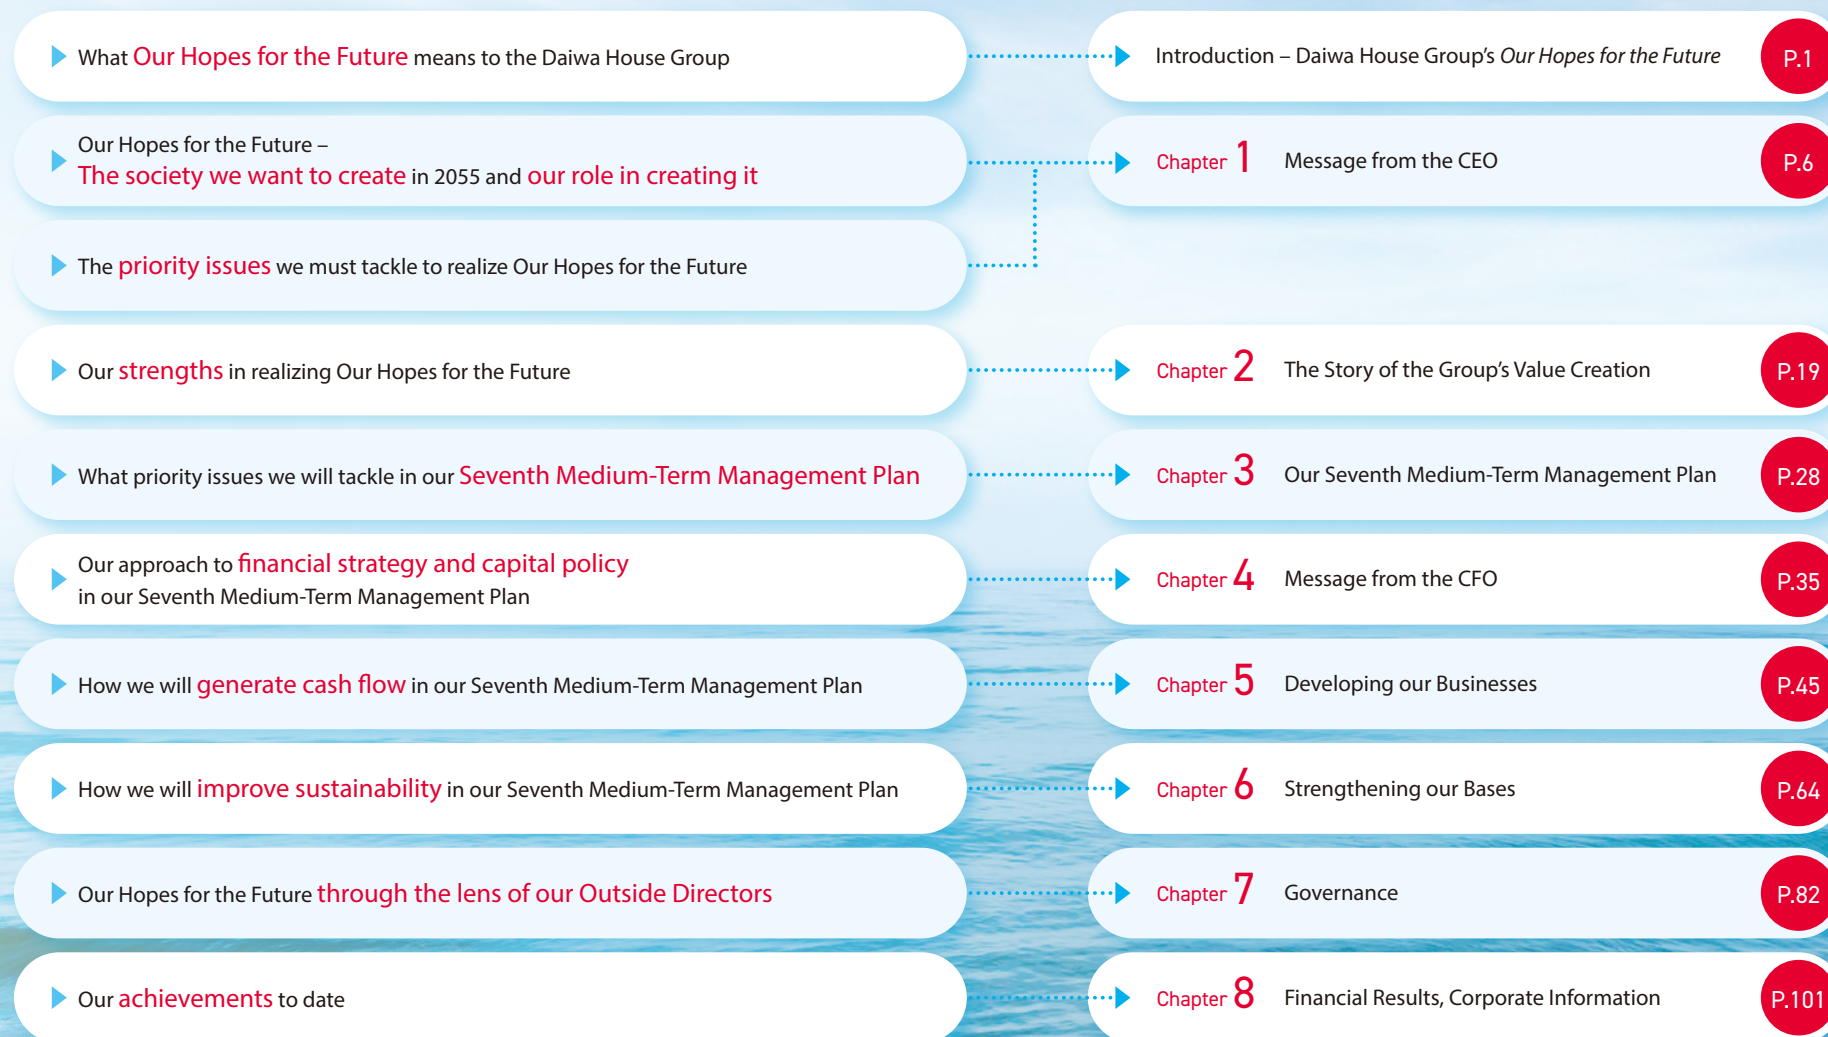 What Our Hopes for the Future means to the Daiwa House Group
Introduction – Daiwa House Group's Our Hopes for the Future
P.1
Our Hopes for the Future –
The society we want to create in 2055 and our role in creating it
Chapter 1 Message from the CEO
P.6
The priority issues we must tackle to realize Our Hopes for the Future
Our strengths in realizing Our Hopes for the Future
Chapter 2 The Story of the Group's Value Creation
P.19
What priority issues we will tackle in our Seventh Medium-Term Management Plan
Chapter 3 Our Seventh Medium-Term Management Plan
P.28
Our approach to financial strategy and capital policy
in our Seventh Medium-Term Management Plan
Chapter 4 Message from the CFO
P.35
How we will generate cash flow in our Seventh Medium-Term Management Plan
Chapter 5 Developing our Businesses
P.45
How we will improve sustainability in our Seventh Medium-Term Management Plan
Chapter 6 Strengthening our Bases
P.64
Our Hopes for the Future through the lens of our Outside Directors
Chapter 7 Governance
P.82
Our achievements to date
Chapter 8 Financial Results, Corporate Information
P.101